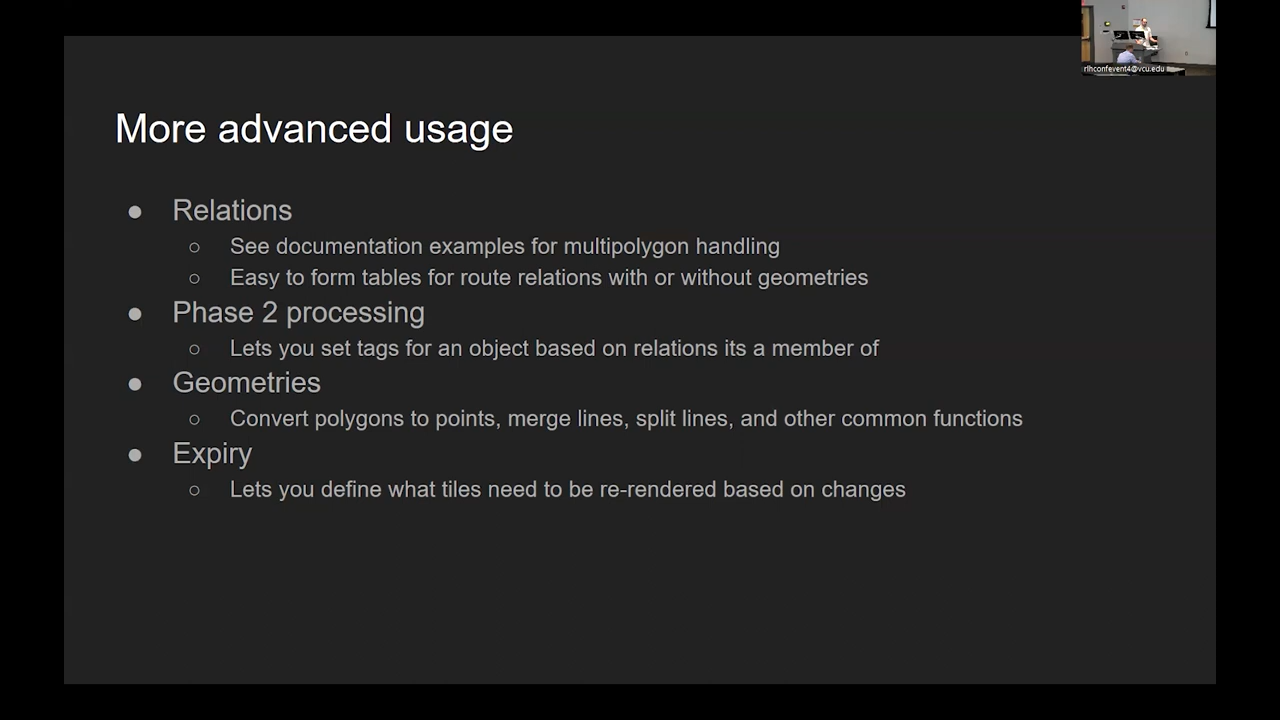 rlhconfevent4@vcu.edu
More advanced usage
● Relations
○ See documentation examples for multipolygon handling
○ Easy to form tables for route relations with or without geometries
● Phase 2 processing
○ Lets you set tags for an object based on relations its a member of
● Geometries
○ Convert polygons to points, merge lines, split lines, and other common functions
● Expiry
○ Lets you define what tiles need to be re-rendered based on changes